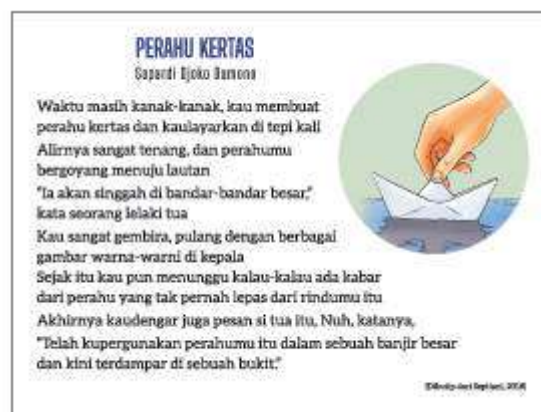 PERAHU KERTAS
Sapardi Djoko Damono
Waktu masih kanak-kanak, kau membuat
perahu kertas dan kaulayarkan di tepi kali
Alirnya sangat tenang, dan perahumu
bergoyang menuju lautan
"Ia akan singgah di bandar-bandar besar,"
kata seorang lelaki tua
Kau sangat gembira, pulang dengan berbagai
gambar warna-warni di kepala
Sejak itu kau pun menunggu kalau-kalau ada kabar
dari perahu yang tak pernah lepas dari rindumu itu
Akhirnya kaudengar juga pesan si tua itu, Nuh, katanya,
"Telah kupergunakan perahumu itu dalam sebuah banjir besar
dan kini terdampar di sebuah bukit."
(Dikutip dari Septiani, 2016)